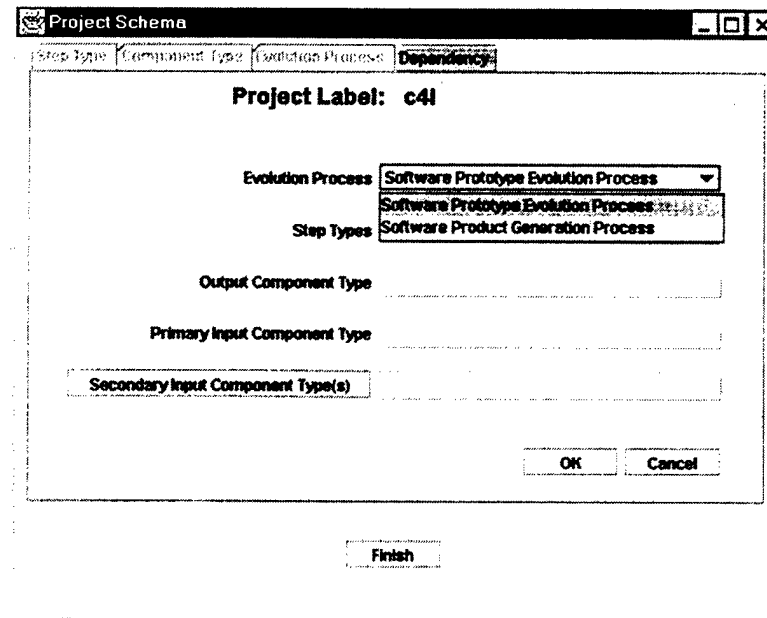 Project Schema
Step Type Component Type Evolution Process Dependency
Project Label: c4i
Evolution Process Software Prototype Evolution Process
Software Prototype Evolution Process
Step Types Software Product Generation Process
Output Component Type
Primary Input Component Type
Secondary Input Component Type(s)
OK Cancel
Finish